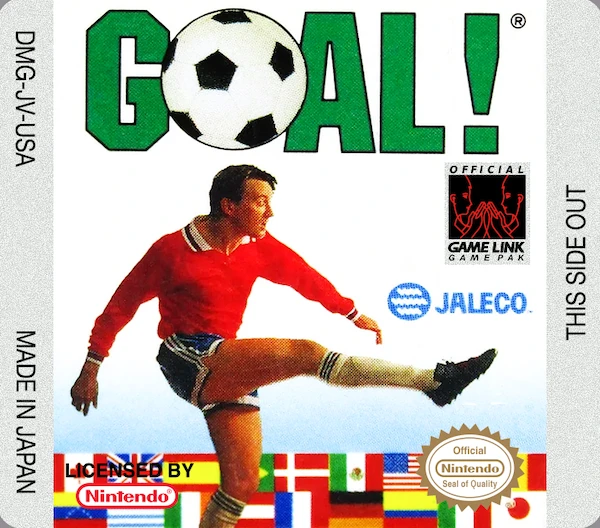 GOAL!®
DMG-JV-USA
OFFICIAL
GAME LINK
GAME PAK
THIS SIDE OUT
JALECO™
MADE IN JAPAN
LICENSED BY
Nintendo®
Official
Nintendo
Seal of Quality